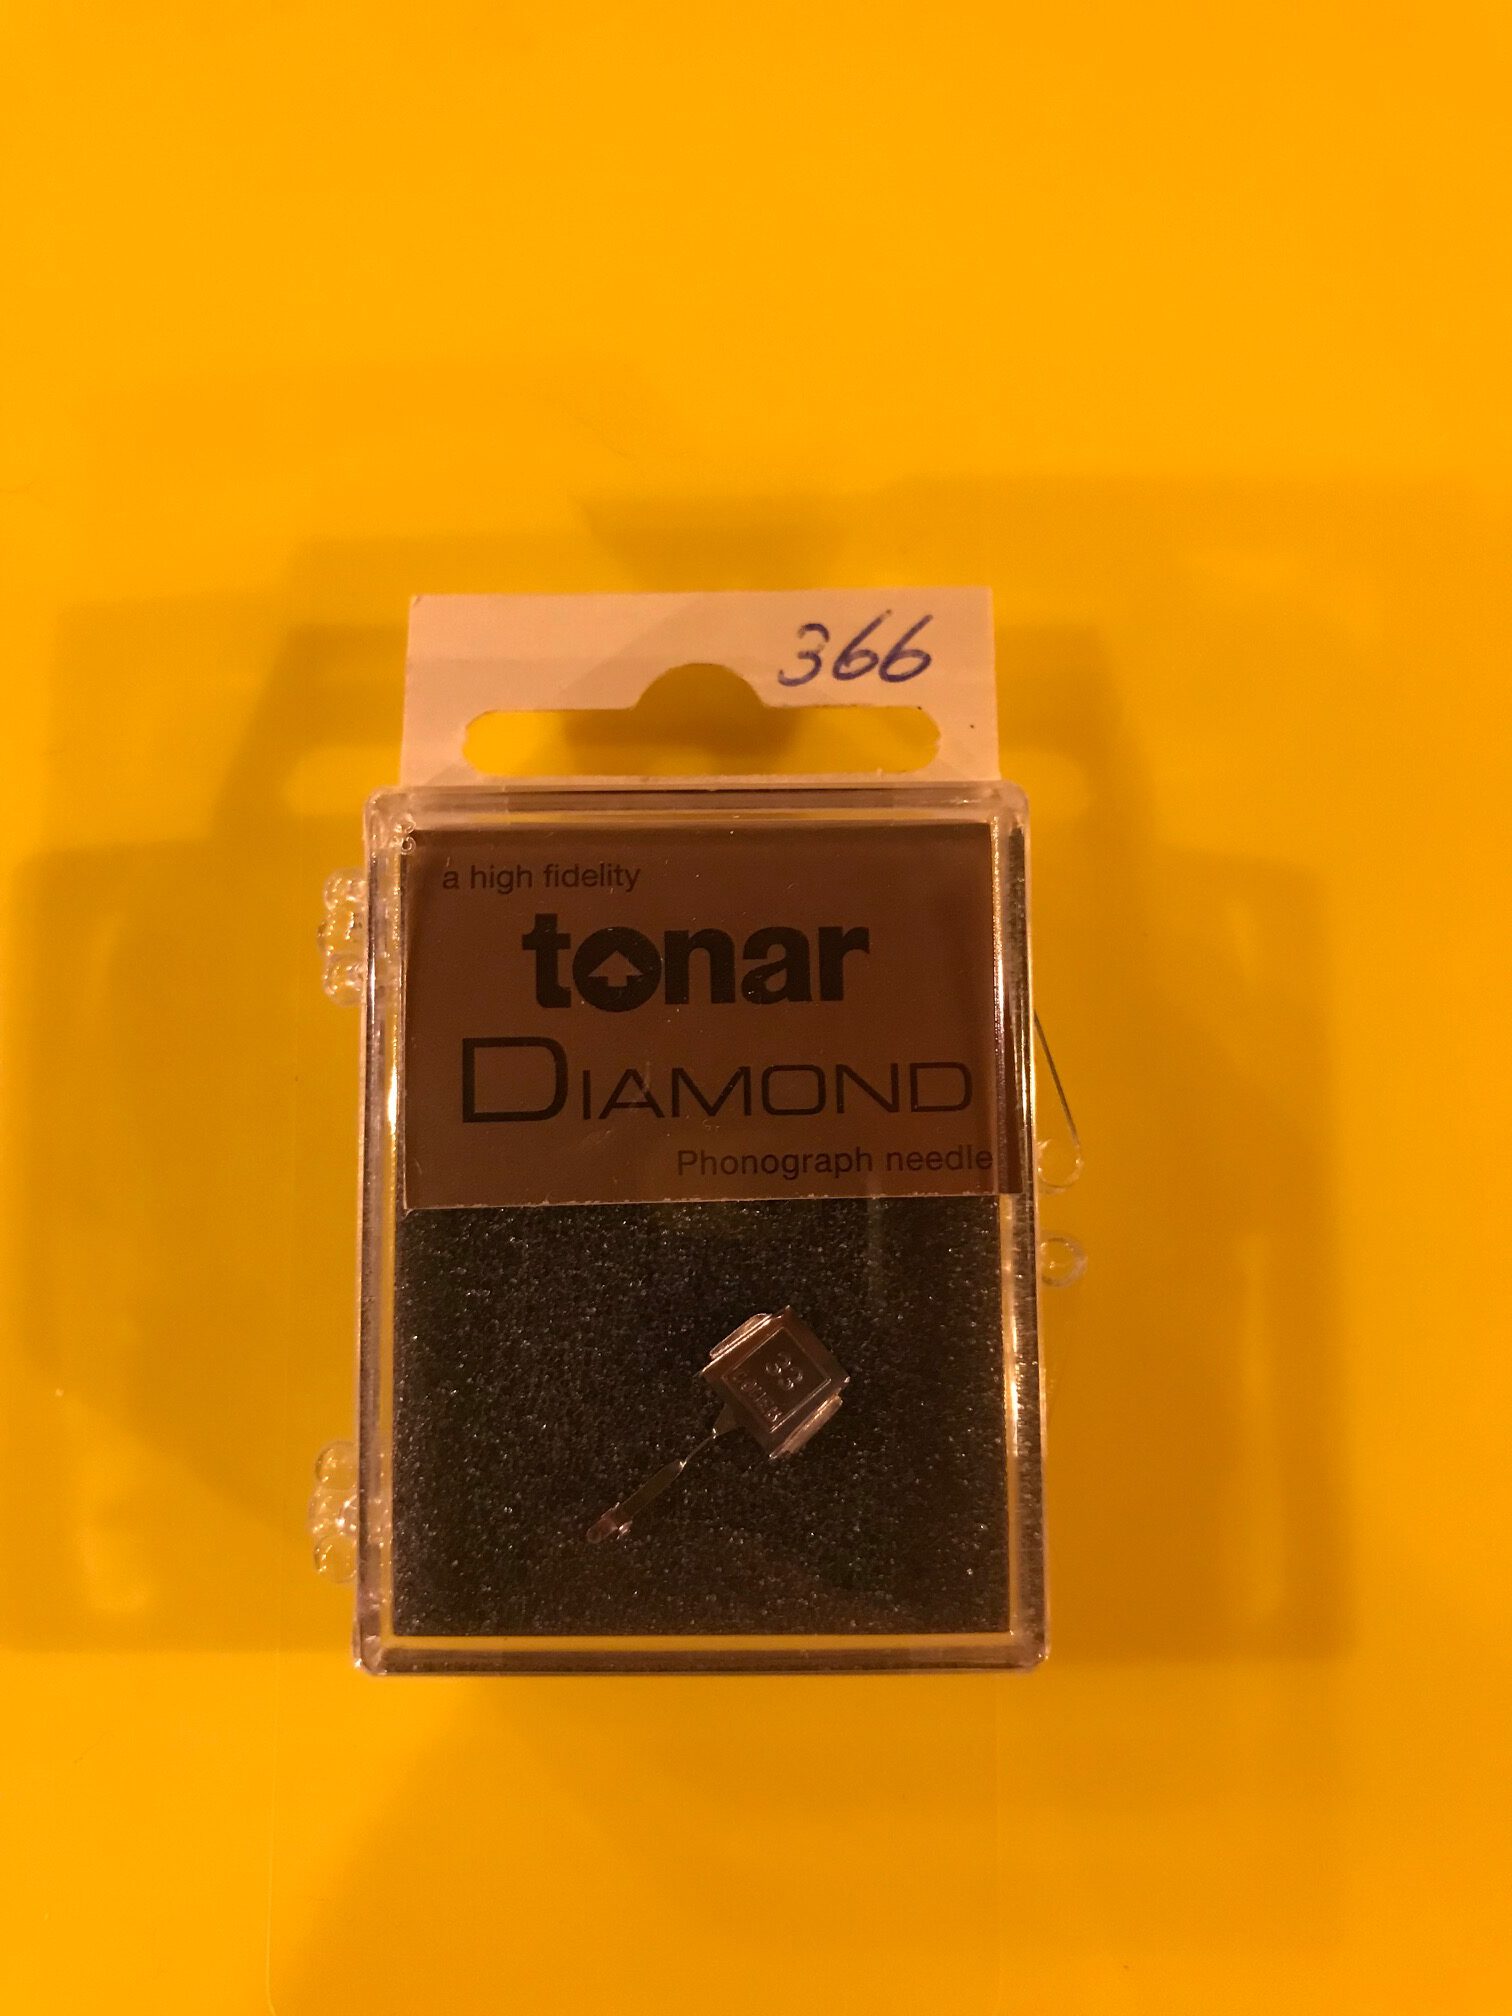 366
a high fidelity
tonar
DIAMOND
Phonograph needle